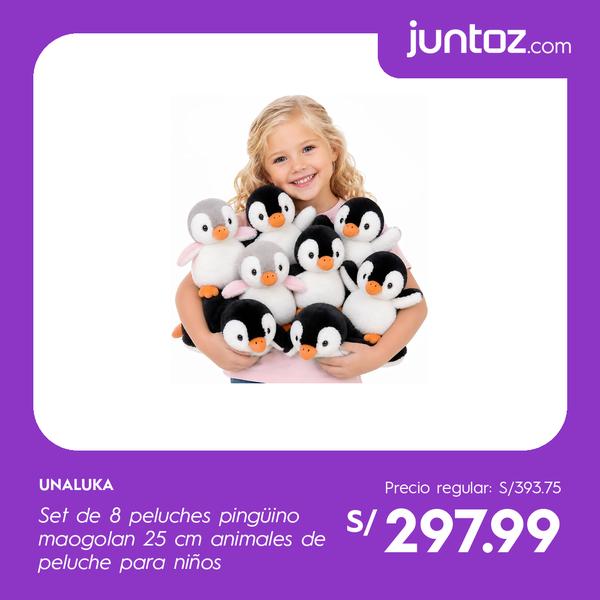 juntoz.com
UNALUKA
Set de 8 peluches pingüino
maogolan 25 cm animales de
peluche para niños
Precio regular: S/393.75
S/297.99